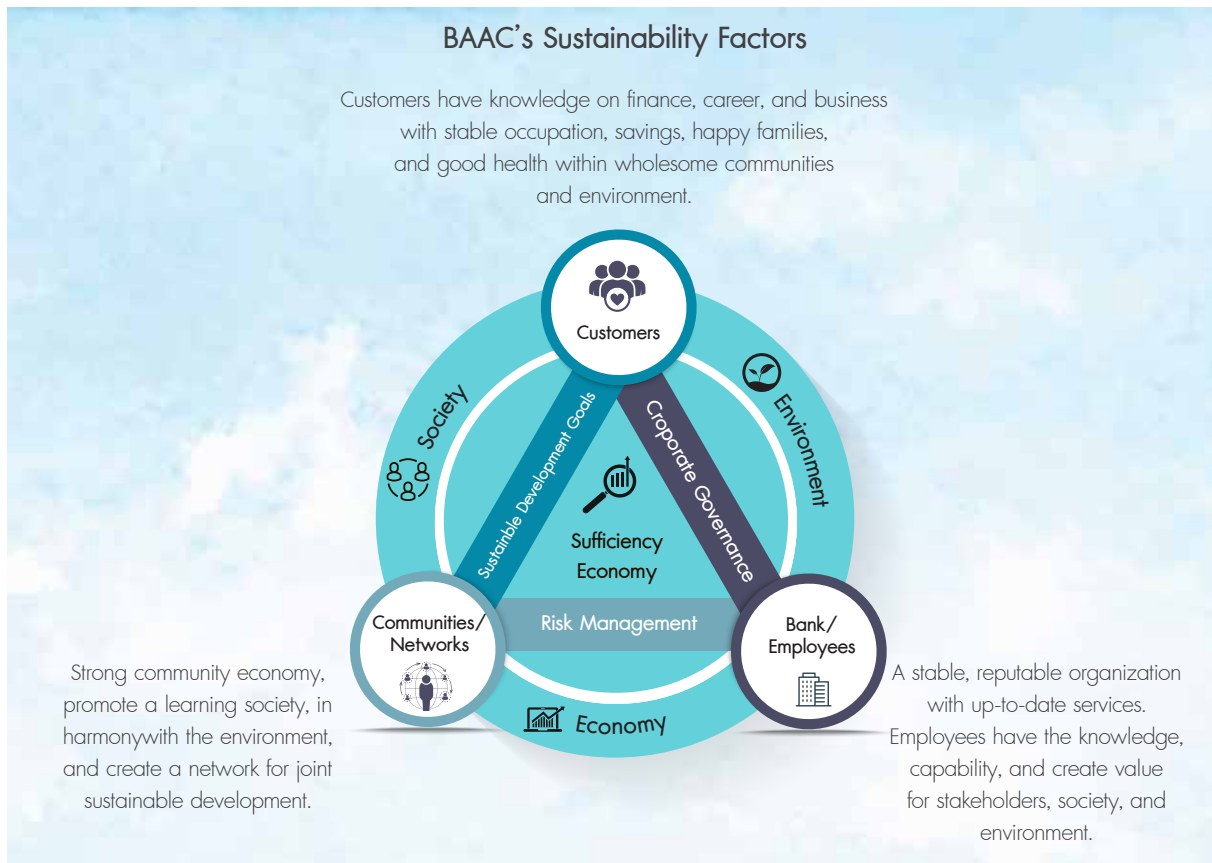 BAAC's Sustainability Factors
Customers have knowledge on finance, career, and business
with stable occupation, savings, happy families,
and good health within wholesome communities
and environment.
Customers
Society
Environment
Sustainble Development Goals
Croporate Governance
Sufficiency
Economy
Risk Management
Communities/
Networks
Bank/
Employees
Economy
Strong community economy,
promote a learning society, in
harmonywith the environment,
and create a network for joint
sustainable development.
A stable, reputable organization
with up-to-date services.
Employees have the knowledge,
capability, and create value
for stakeholders, society, and
environment.